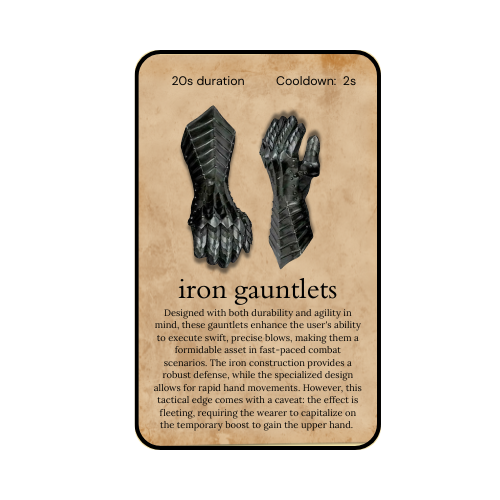 20s duration Cooldown: 2s
iron gauntlets
Designed with both durability and agility in
mind, these gauntlets enhance the user's ability
to execute swift, precise blows, making them a
formidable asset in fast-paced combat
scenarios. The iron construction provides a
robust defense, while the specialized design
allows for rapid hand movements. However, this
tactical edge comes with a caveat: the effect is
fleeting, requiring the wearer to capitalize on
the temporary boost to gain the upper hand.